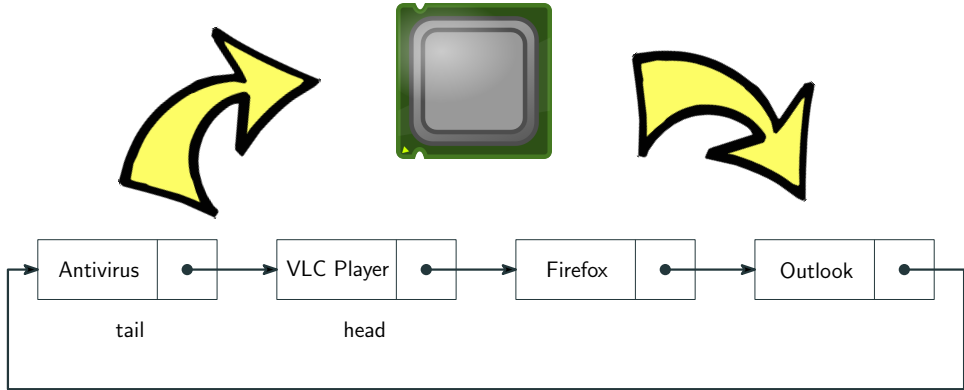 Antivirus
VLC Player
Firefox
Outlook
tail
head